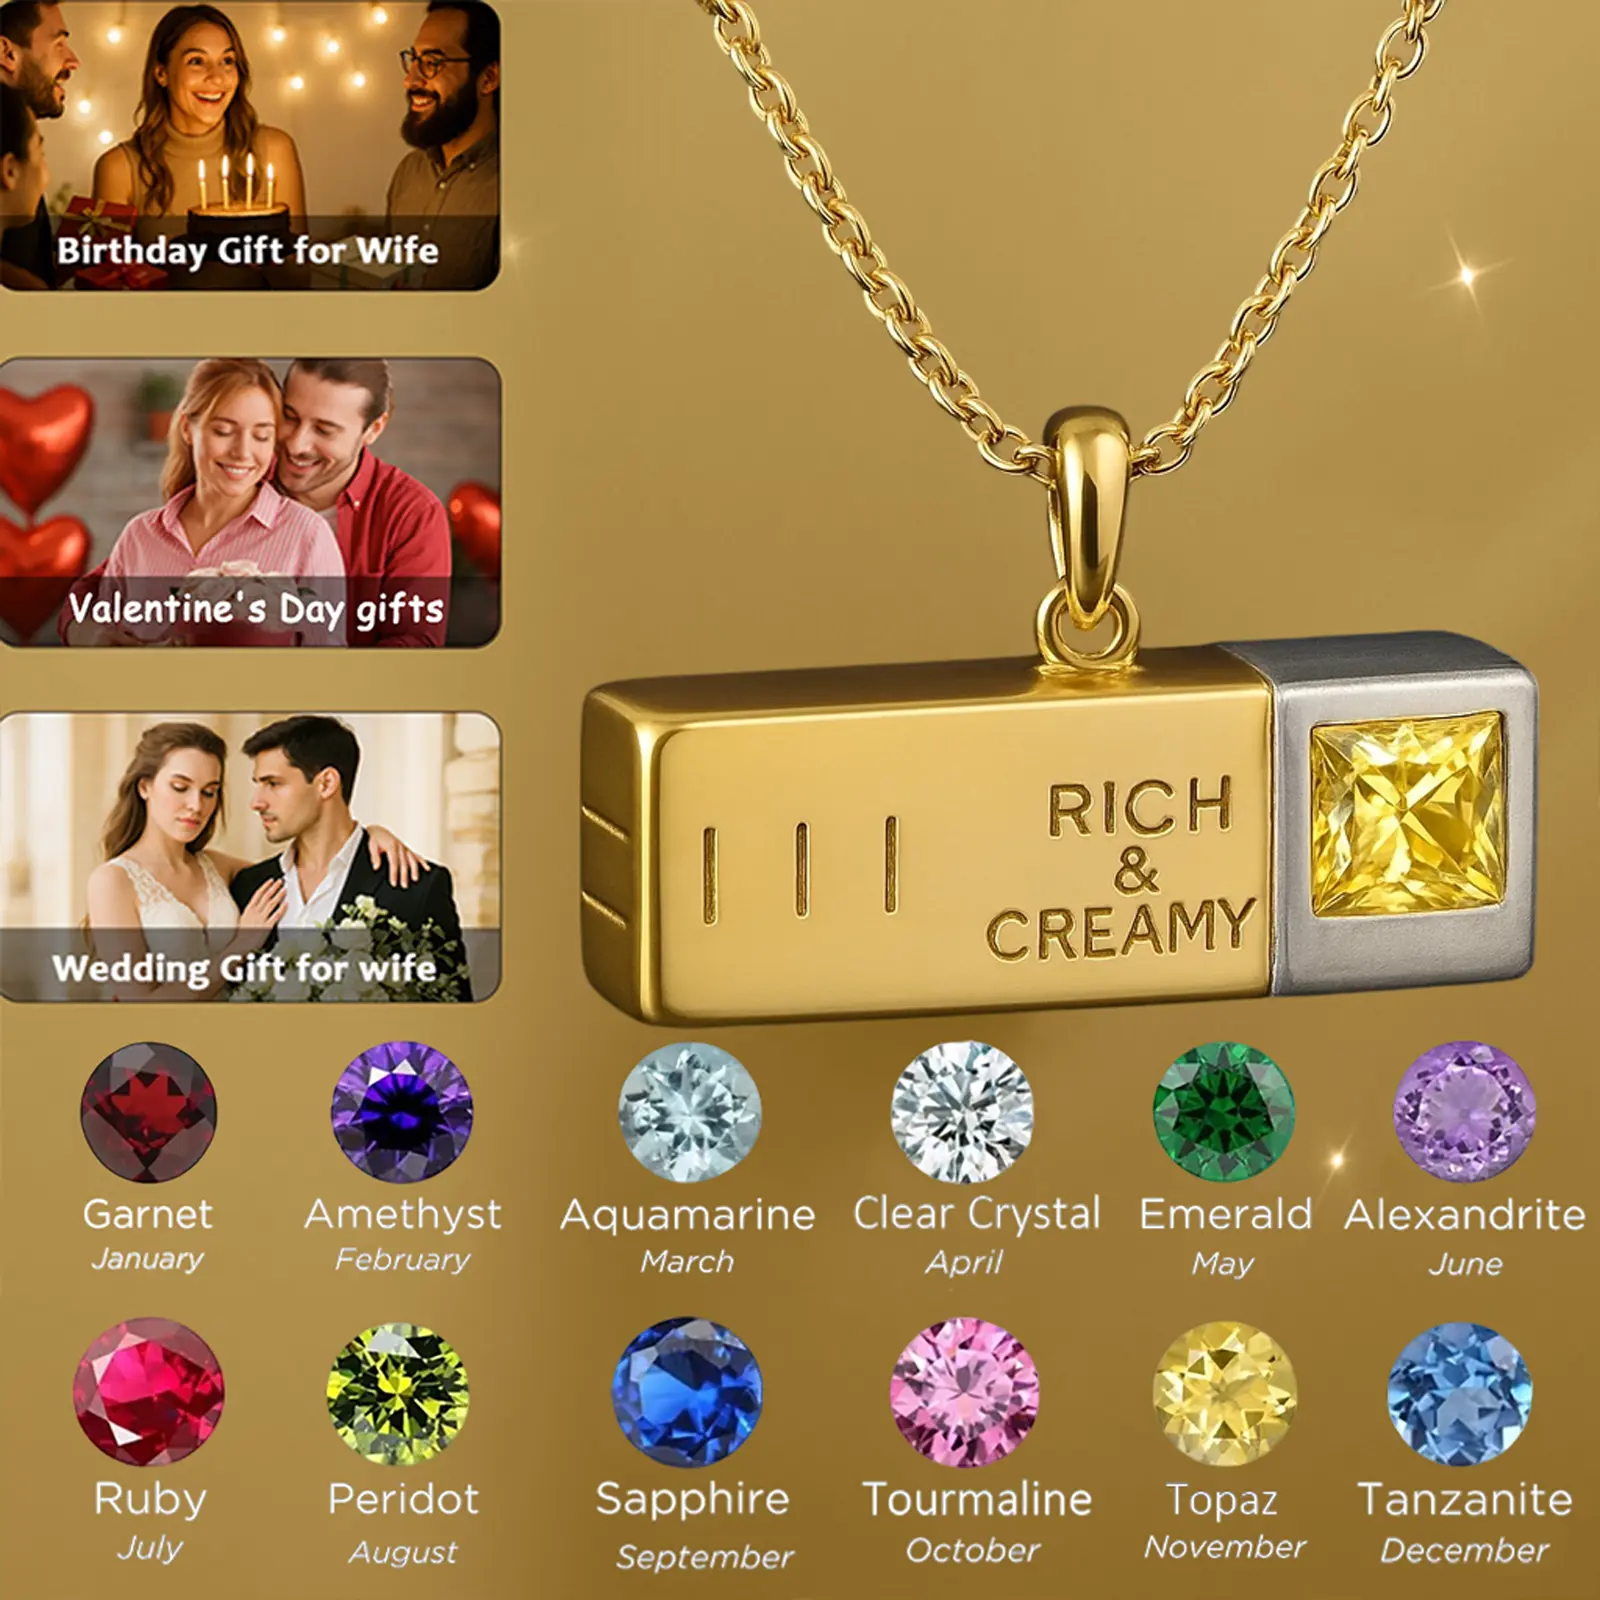 Birthday Gift for Wife
Valentine's Day gifts
Wedding Gift for wife
RICH
&
CREAMY
Garnet
January
Amethyst
February
Aquamarine
March
Clear Crystal
April
Emerald
May
Alexandrite
June
Ruby
July
Peridot
August
Sapphire
September
Tourmaline
October
Topaz
November
Tanzanite
December